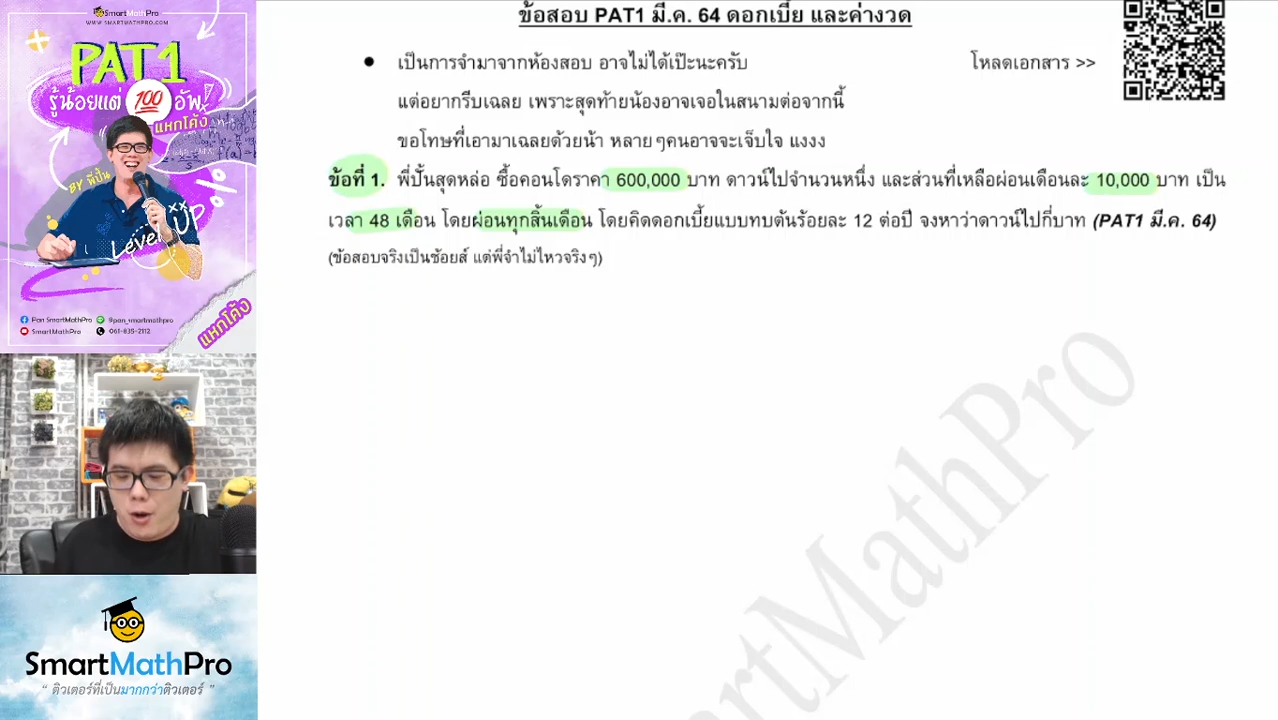 SmartMathPro
WWW.SMARTMATHPRO.COM
PAT1
รู้น้อยแต่ 100 อัพ
แหกโค้ง
BY พี่ปั้น
Level UP
Pan SmartMathPro
@pan_smartmathpro
SmartMathPro
061-835-2112
แหกโค้ง
ข้อสอบ PAT1 มี.ค. 64 ดอกเบี้ย และค่างวด
• เป็นการจำมาจากห้องสอบ อาจไม่ได้เป๊ะนะครับ
โหลดเอกสาร >>
แต่อยากรีบเฉลย เพราะสุดท้ายน้องอาจเจอในสนามต่อจากนี้
ขอโทษที่เอามาเฉลยด้วยน้า หลายๆคนอาจจะเจ็บใจ แงงง
ข้อที่ 1. พี่ปั้นสุดหล่อ ซื้อคอนโดราคา 600,000 บาท ดาวน์ไปจำนวนหนึ่ง และส่วนที่เหลือผ่อนเดือนละ 10,000 บาท เป็น
เวลา 48 เดือน โดยผ่อนทุกสิ้นเดือน โดยคิดดอกเบี้ยแบบทบต้นร้อยละ 12 ต่อปี จงหาว่าดาวน์ไปกี่บาท (PAT1 มี.ค. 64)
(ข้อสอบจริงเป็นช้อยส์ แต่พี่จำไม่ไหวจริงๆ)
SmartMathPro
“ ติวเตอร์ที่เป็นมากกว่าติวเตอร์ ”
artMathPro